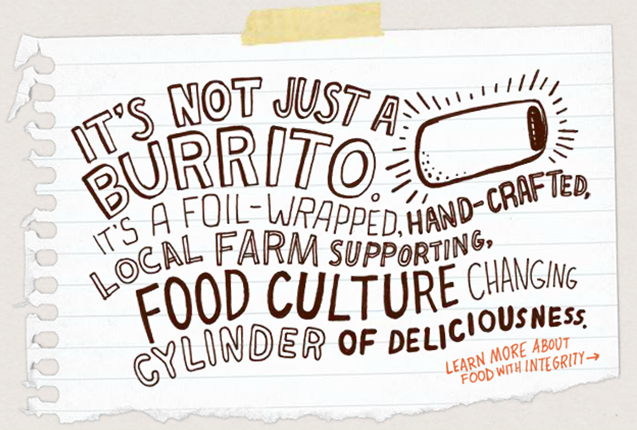 IT'S NOT JUST A
BURRITO.
IT'S A FOIL-WRAPPED, HAND-CRAFTED,
LOCAL FARM SUPPORTING,
FOOD CULTURE CHANGING
CYLINDER OF DELICIOUSNESS.
LEARN MORE ABOUT
FOOD WITH INTEGRITY→